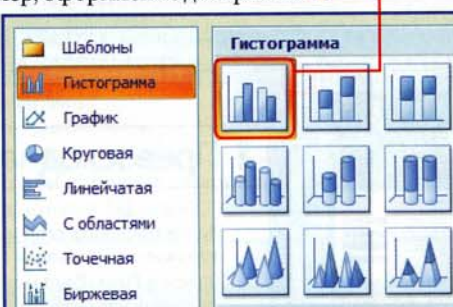 Шаблоны
Гистограмма
График
Круговая
Линейчатая
С областями
Точечная
Биржевая
Гистограмма